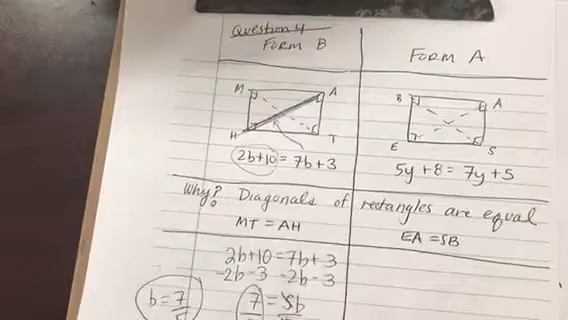 Question 4
FORM B
FORM A
M A
H T
B A
E S
2b+10 = 7b+3
5y+8 = 7y+5
Why? Diagonals of rectangles are equal
MT = AH
EA = SB
2b+10 = 7b+3
-2b-3 -2b-3
b = 7/5
7 = 5b